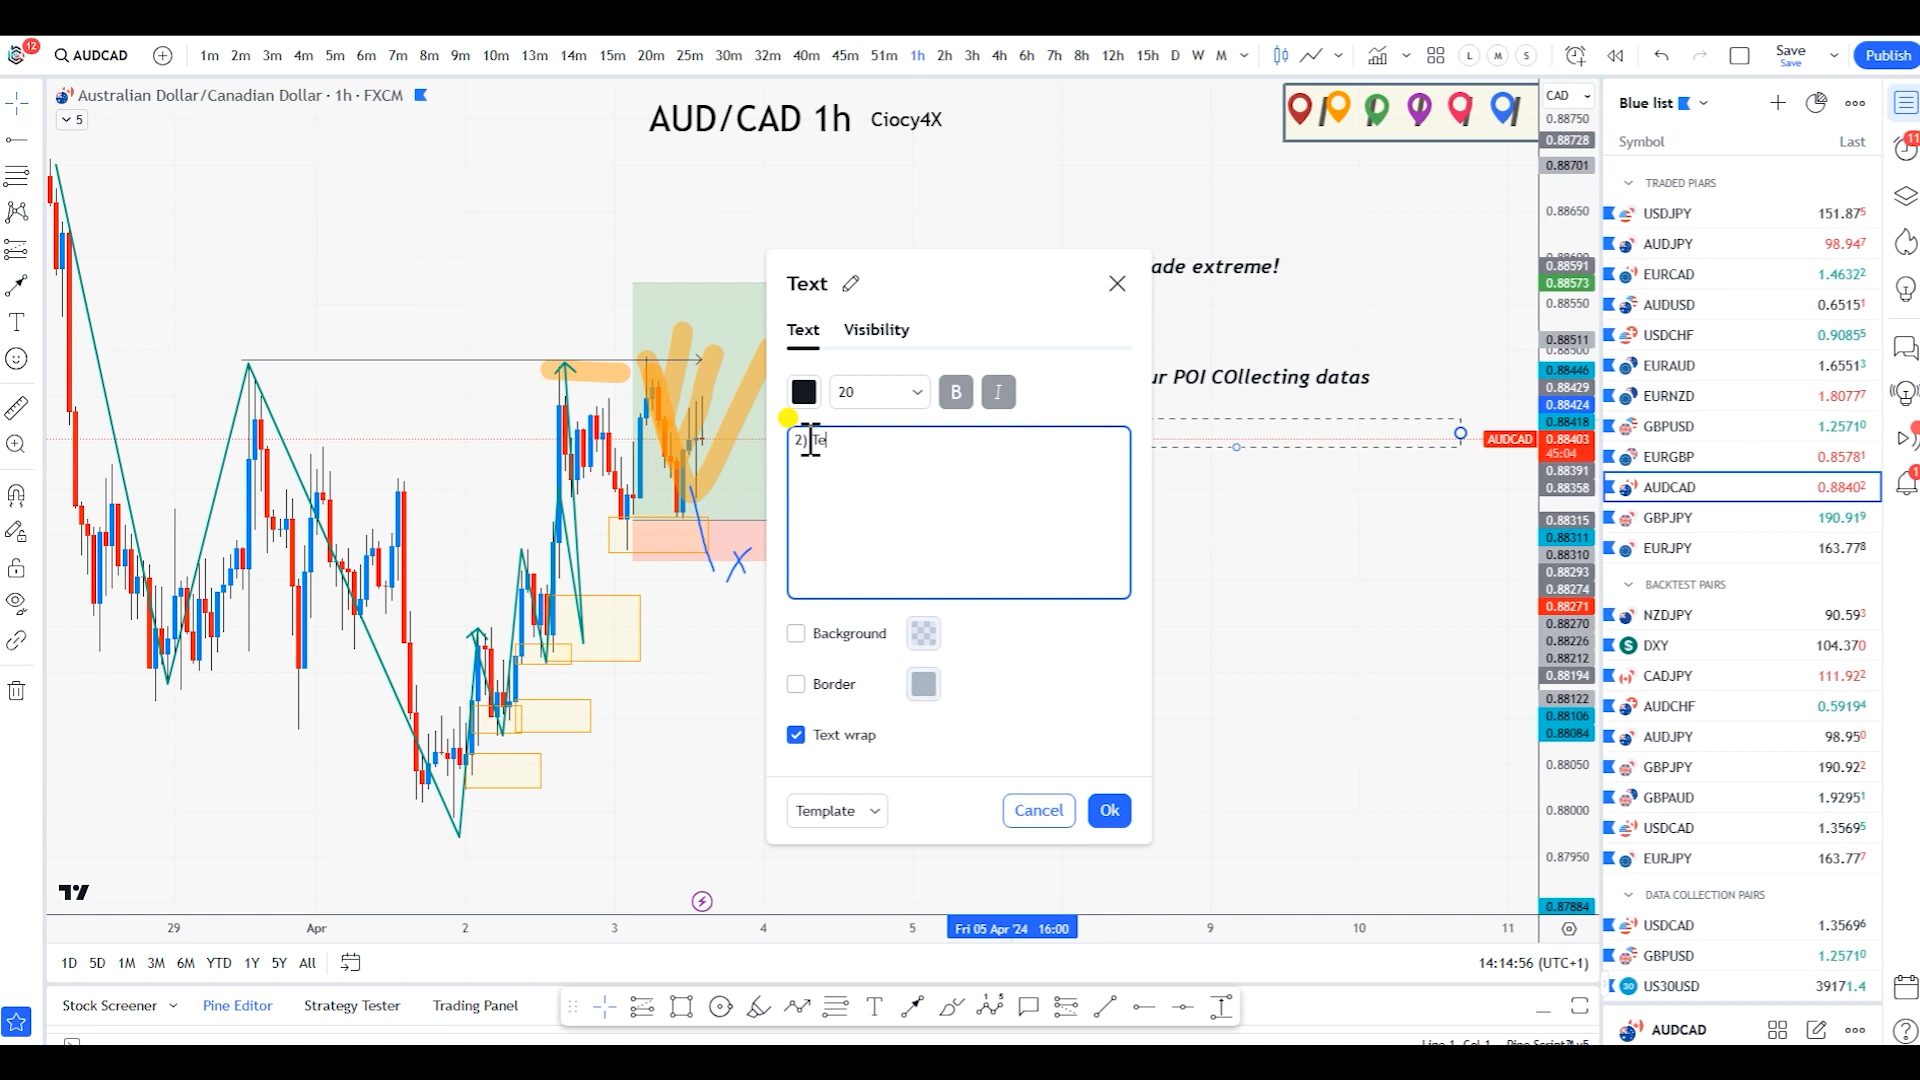 12
AUDCAD
1m 2m 3m 4m 5m 6m 7m 8m 9m 10m 13m 14m 15m 20m 25m 30m 32m 40m 45m 51m 1h 2h 3h 4h 6h 7h 8h 12h 15h D W M
L M S
Save
Save
Publish
Australian Dollar/Canadian Dollar · 1h · FXCM
5
AUD/CAD 1h Ciocy4X
CAD
0.88750
0.88728
0.88701
0.88650
0.88591
0.88573
0.88550
0.88511
0.88500
0.88446
0.88429
0.88424
0.88418
AUDCAD 0.88403
45:04
0.88391
0.88358
0.88315
0.88311
0.88310
0.88293
0.88274
0.88271
0.88270
0.88226
0.88212
0.88194
0.88122
0.88106
0.88084
0.88050
0.88000
0.87950
0.87884
ade extreme!
ur POI COllecting datas
X
Text
Text Visibility
20 B I
2) Te
Background
Border
Text wrap
Template Cancel Ok
29 Apr 2 3 4 5 Fri 05 Apr '24 16:00 9 10 11
1D 5D 1M 3M 6M YTD 1Y 5Y All
14:14:56 (UTC+1)
Stock Screener Pine Editor Strategy Tester Trading Panel
Blue list
Symbol Last
TRADED PIARS
USDJPY 151.875
AUDJPY 98.947
EURCAD 1.46322
AUDUSD 0.65151
USDCHF 0.90855
EURAUD 1.65513
EURNZD 1.80777
GBPUSD 1.25710
EURGBP 0.85781
AUDCAD 0.88402
GBPJPY 190.919
EURJPY 163.778
BACKTEST PAIRS
NZDJPY 90.593
DXY 104.370
CADJPY 111.922
AUDCHF 0.59194
AUDJPY 98.950
GBPJPY 190.922
GBPAUD 1.92951
USDCAD 1.35695
EURJPY 163.777
DATA COLLECTION PAIRS
USDCAD 1.35696
GBPUSD 1.25710
30 US30USD 39171.4
AUDCAD
11
1